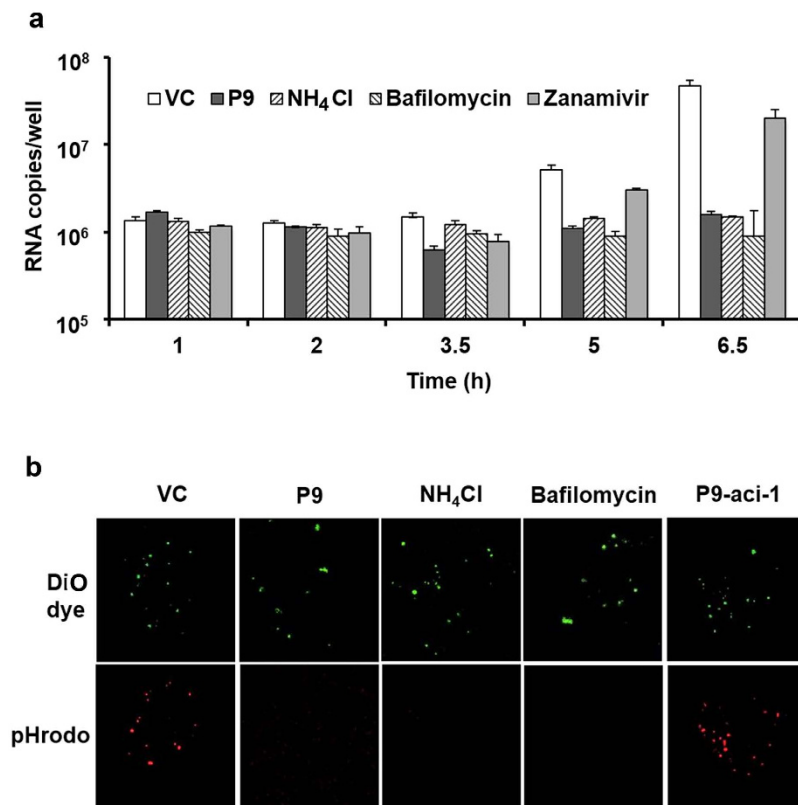 a
10⁸
VC P9 NH₄Cl Bafilomycin Zanamivir
10⁷
RNA copies/well
10⁶
10⁵
1 2 3.5 5 6.5
Time (h)
b
VC P9 NH₄Cl Bafilomycin P9-aci-1
DiO
dye
pHrodo